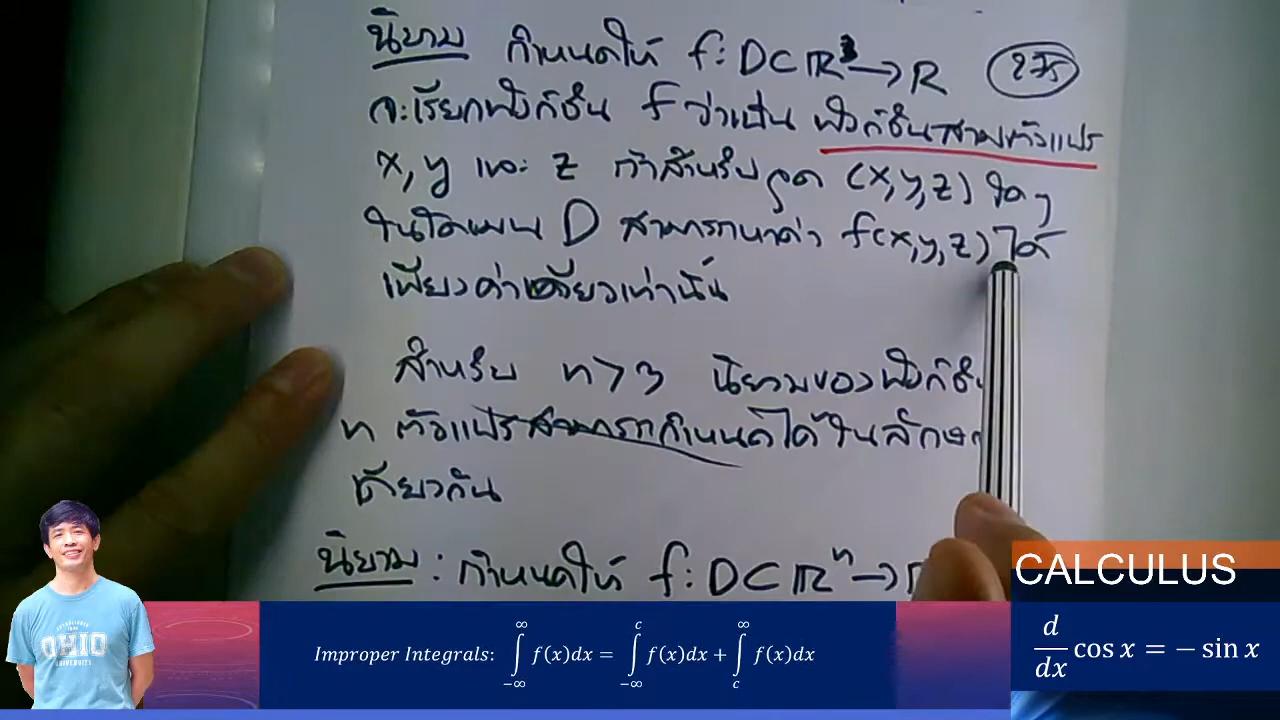 นิยาม กำหนดให้ f: D⊂ℝ³→ℝ
จะเรียกฟังก์ชัน f ว่าเป็น ฟังก์ชันสามตัวแปร
x, y และ z ถ้าสำหรับจุด (x,y,z) ใด ๆ
ในโดเมน D สามารถหาค่า f(x,y,z) ได้
เพียงค่าเดียวเท่านั้น
สำหรับ n>3 นิยามของฟังก์ชัน
n ตัวแปรสามารถกำหนดได้ในลักษณ
เดียวกัน
นิยาม : กำหนดให้ f: D⊂ℝⁿ→ℝ
OHIO
UNIVERSITY
Improper Integrals: ∫_{-∞}^{∞} f(x)dx = ∫_{-∞}^{c} f(x)dx + ∫_{c}^{∞} f(x)dx
CALCULUS
d/dx cos x = − sin x